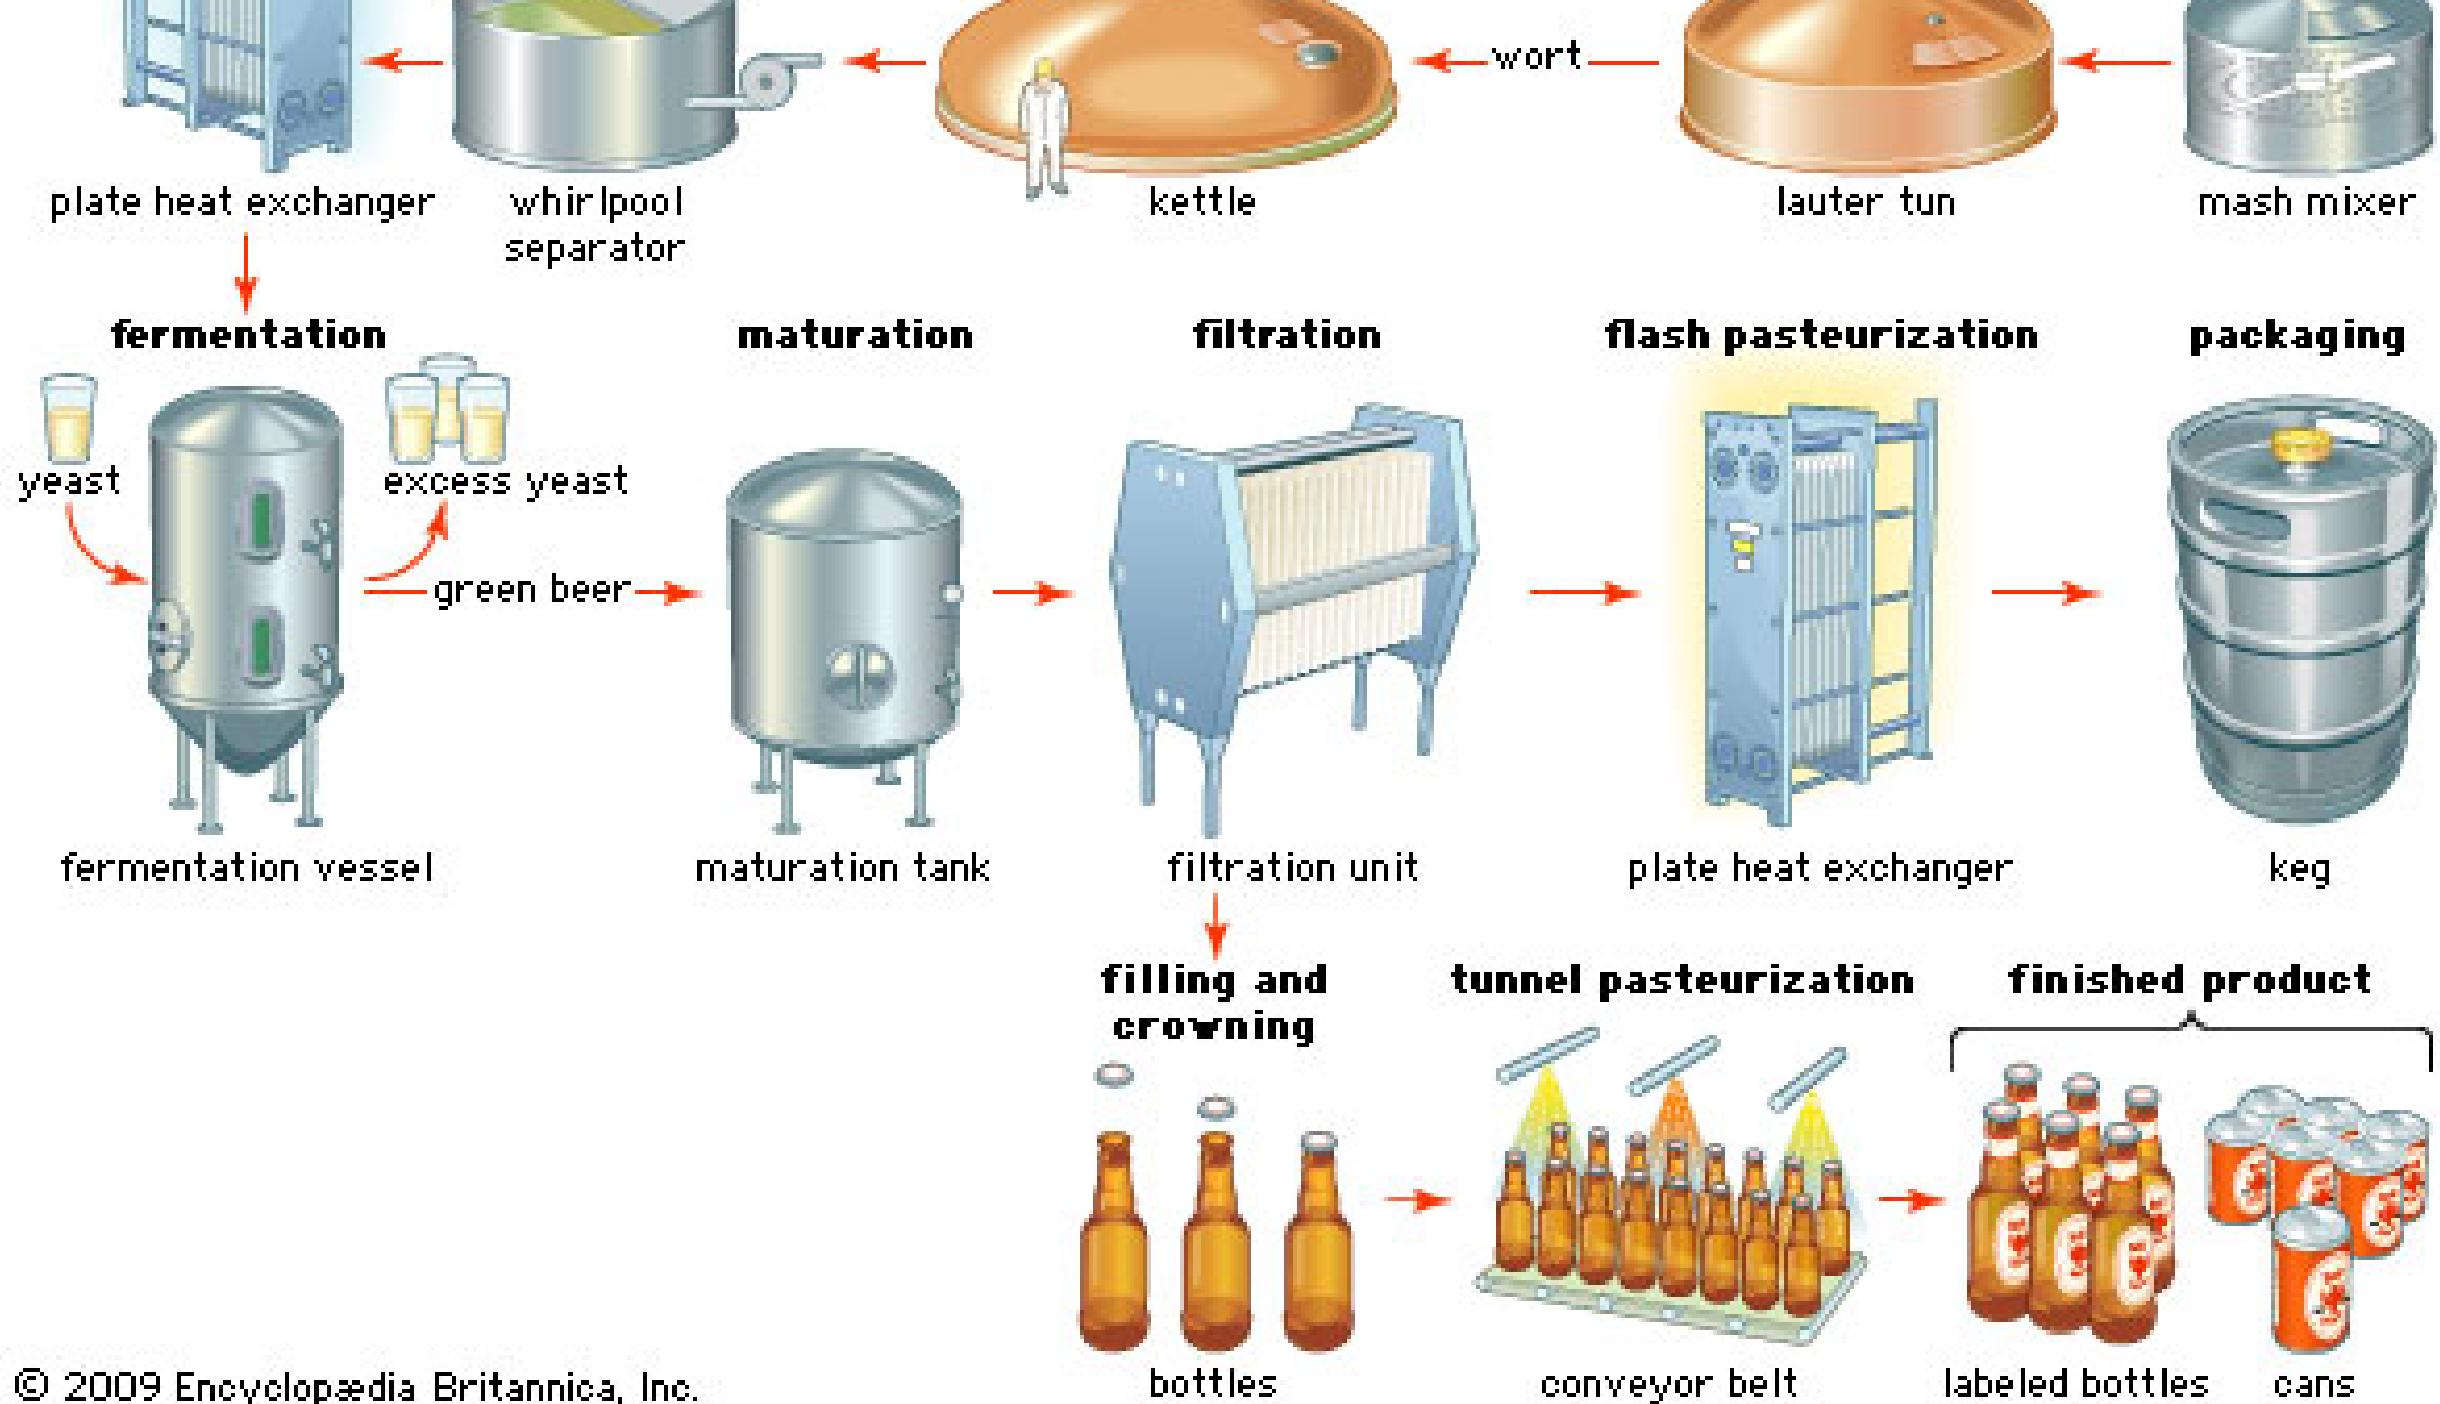 wort
plate heat exchanger
whirlpool
separator
kettle
lauter tun
mash mixer
fermentation
maturation
filtration
flash pasteurization
packaging
yeast
excess yeast
green beer
fermentation vessel
maturation tank
filtration unit
plate heat exchanger
keg
filling and
crowning
tunnel pasteurization
finished product
bottles
conveyor belt
labeled bottles
cans
© 2009 Encyclopædia Britannica, Inc.